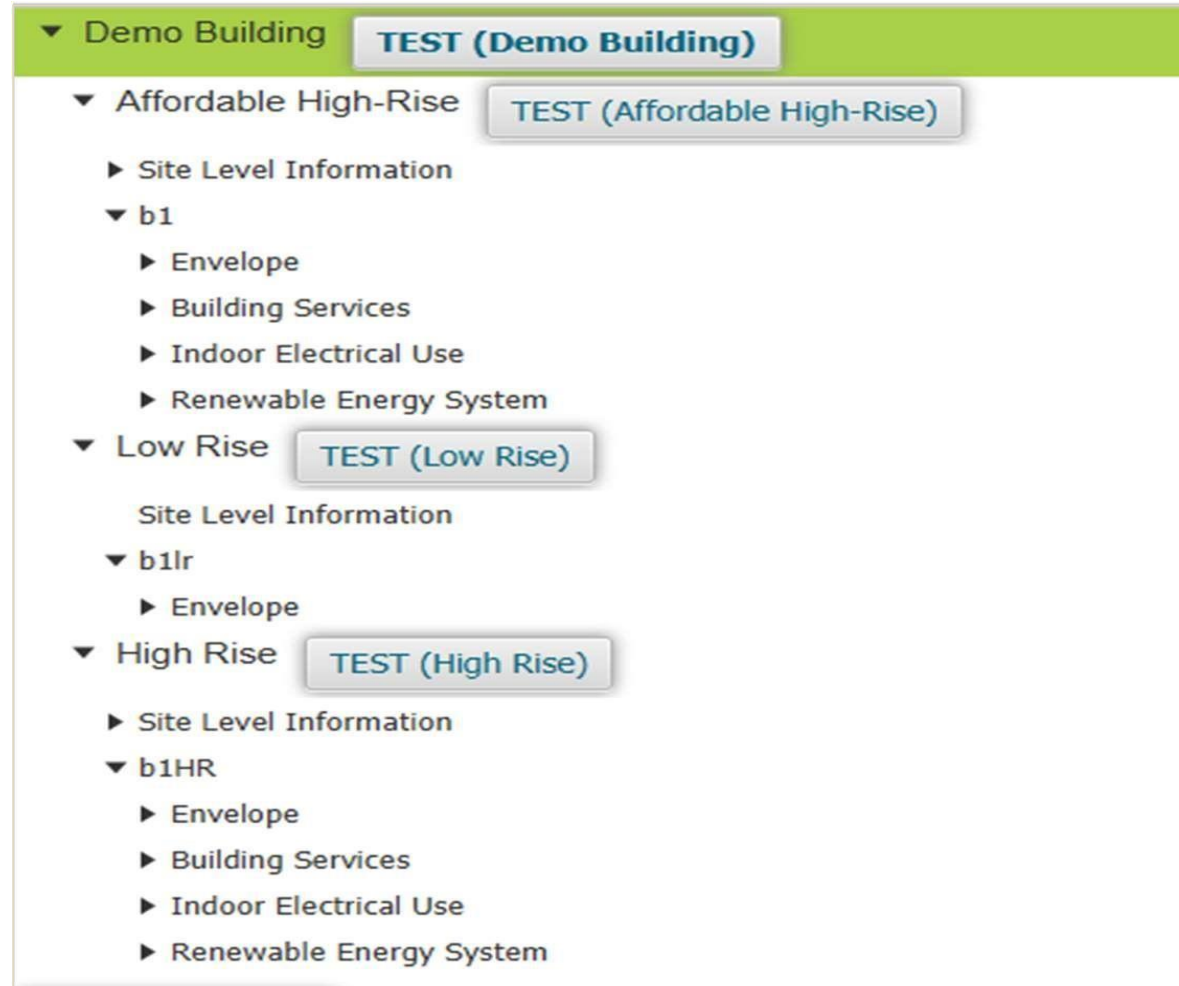 Demo Building TEST (Demo Building)
Affordable High-Rise TEST (Affordable High-Rise)
Site Level Information
b1
Envelope
Building Services
Indoor Electrical Use
Renewable Energy System
Low Rise TEST (Low Rise)
Site Level Information
b1lr
Envelope
High Rise TEST (High Rise)
Site Level Information
b1HR
Envelope
Building Services
Indoor Electrical Use
Renewable Energy System